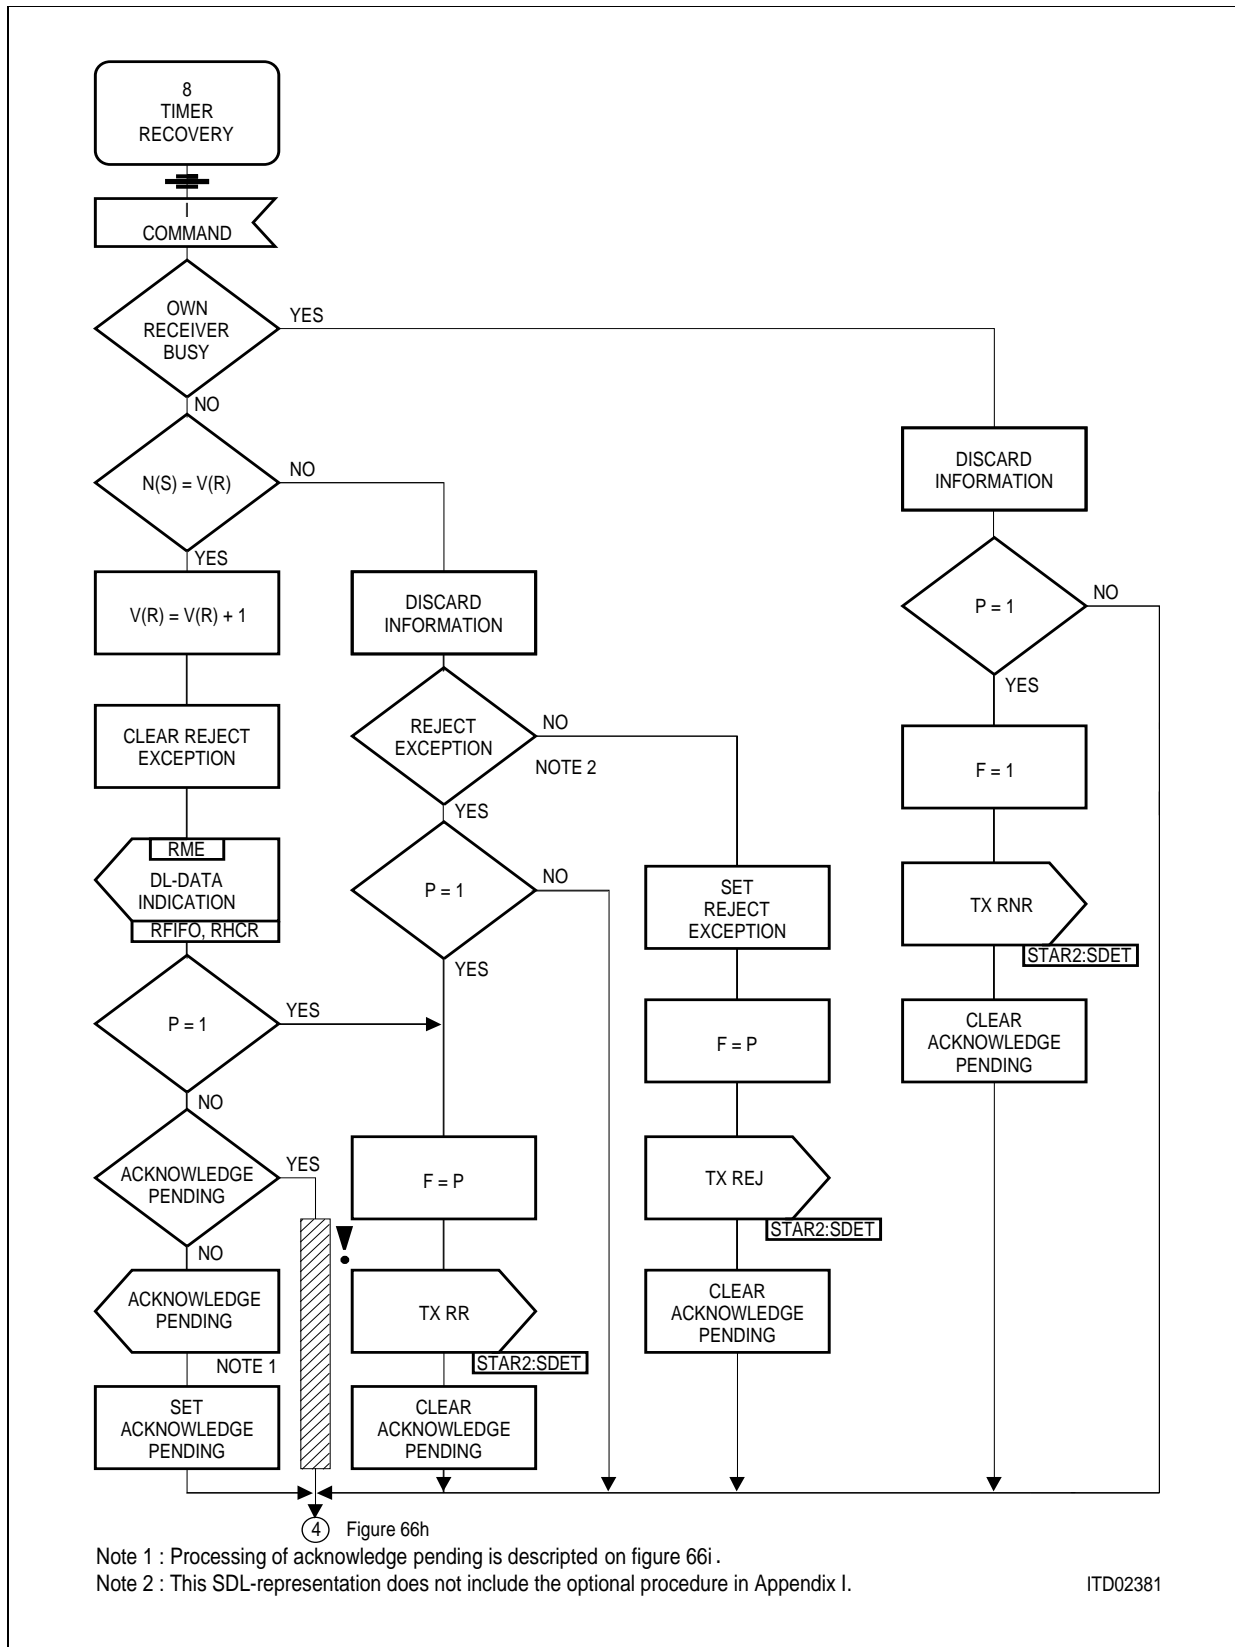 8
TIMER
RECOVERY
I
COMMAND
OWN
RECEIVER
BUSY
YES
NO
N(S) = V(R)
NO
YES
DISCARD
INFORMATION
P = 1
NO
YES
F = 1
TX RNR
STAR2:SDET
CLEAR
ACKNOWLEDGE
PENDING
V(R) = V(R) + 1
DISCARD
INFORMATION
CLEAR REJECT
EXCEPTION
REJECT
EXCEPTION
NO
NOTE 2
YES
RME
DL-DATA
INDICATION
RFIFO, RHCR
P = 1
NO
YES
SET
REJECT
EXCEPTION
F = P
TX REJ
STAR2:SDET
CLEAR
ACKNOWLEDGE
PENDING
P = 1
YES
NO
ACKNOWLEDGE
PENDING
YES
NO
F = P
!
ACKNOWLEDGE
PENDING
NOTE 1
TX RR
STAR2:SDET
SET
ACKNOWLEDGE
PENDING
CLEAR
ACKNOWLEDGE
PENDING
4 Figure 66h
Note 1 : Processing of acknowledge pending is descripted on figure 66i .
Note 2 : This SDL-representation does not include the optional procedure in Appendix I.
ITD02381